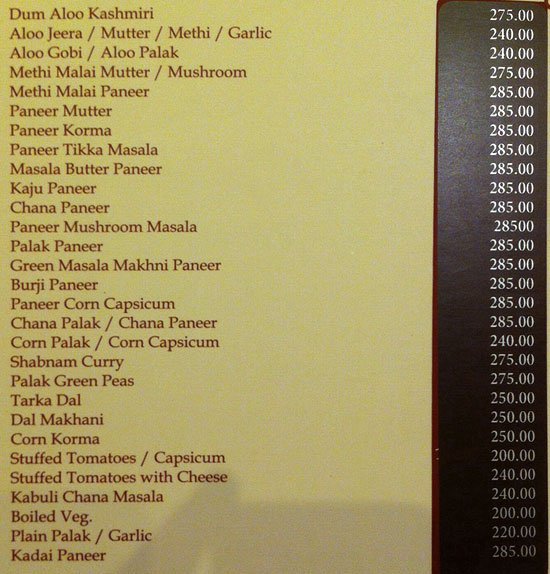 Dum Aloo Kashmiri 275.00
Aloo Jeera / Mutter / Methi / Garlic 240.00
Aloo Gobi / Aloo Palak 240.00
Methi Malai Mutter / Mushroom 275.00
Methi Malai Paneer 285.00
Paneer Mutter 285.00
Paneer Korma 285.00
Paneer Tikka Masala 285.00
Masala Butter Paneer 285.00
Kaju Paneer 285.00
Chana Paneer 285.00
Paneer Mushroom Masala 28500
Palak Paneer 285.00
Green Masala Makhni Paneer 285.00
Burji Paneer 285.00
Paneer Corn Capsicum 285.00
Chana Palak / Chana Paneer 285.00
Corn Palak / Corn Capsicum 240.00
Shabnam Curry 275.00
Palak Green Peas 275.00
Tarka Dal 250.00
Dal Makhani 250.00
Corn Korma 250.00
Stuffed Tomatoes / Capsicum 200.00
Stuffed Tomatoes with Cheese 240.00
Kabuli Chana Masala 240.00
Boiled Veg. 200.00
Plain Palak / Garlic 220.00
Kadai Paneer 285.00